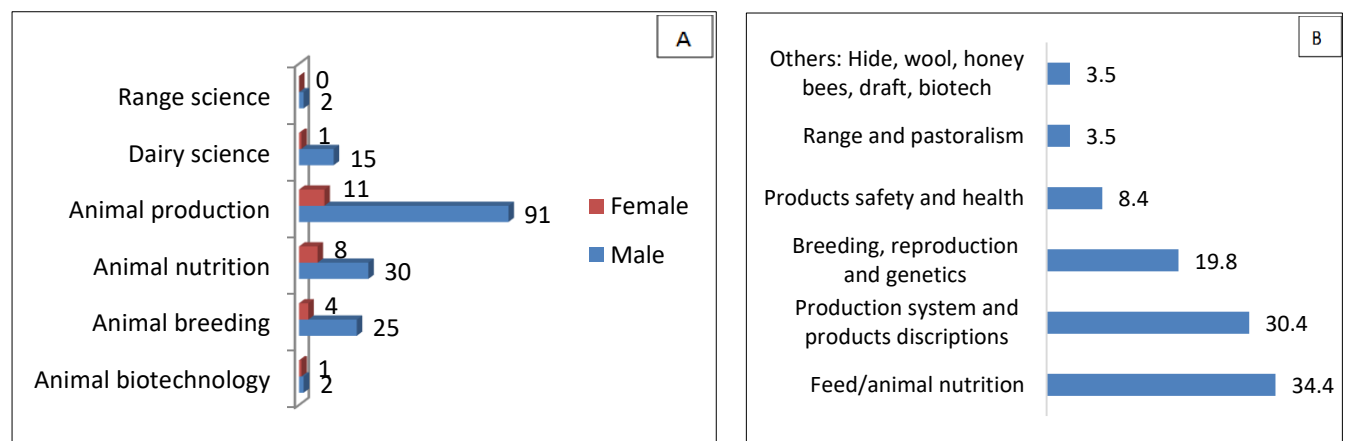 A
Range science
0
2
Dairy science
1
15
Animal production
11
91
Animal nutrition
8
30
Animal breeding
4
25
Animal biotechnology
1
2
Female
Male
B
Others: Hide, wool, honey
bees, draft, biotech
3.5
Range and pastoralism
3.5
Products safety and health
8.4
Breeding, reproduction
and genetics
19.8
Production system and
products discriptions
30.4
Feed/animal nutrition
34.4